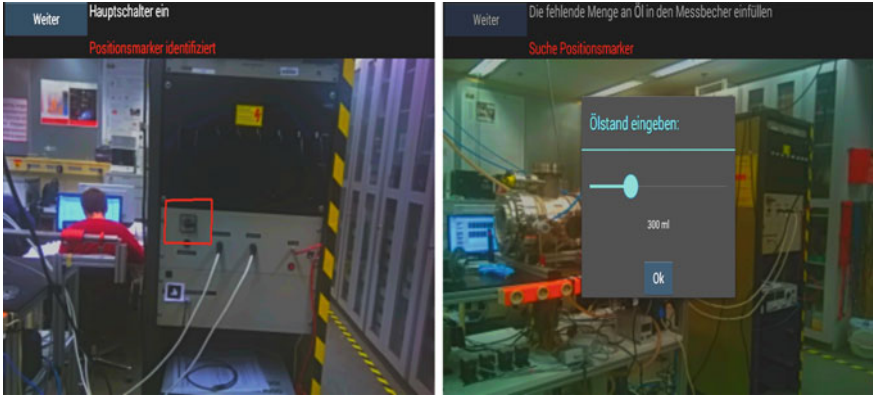 Weiter
Hauptschalter ein
Positionsmarker identifiziert
Weiter
Die fehlende Menge an Öl in den Messbecher einfüllen
Suche Positionsmarker
Ölstand eingeben:
300 ml
Ok